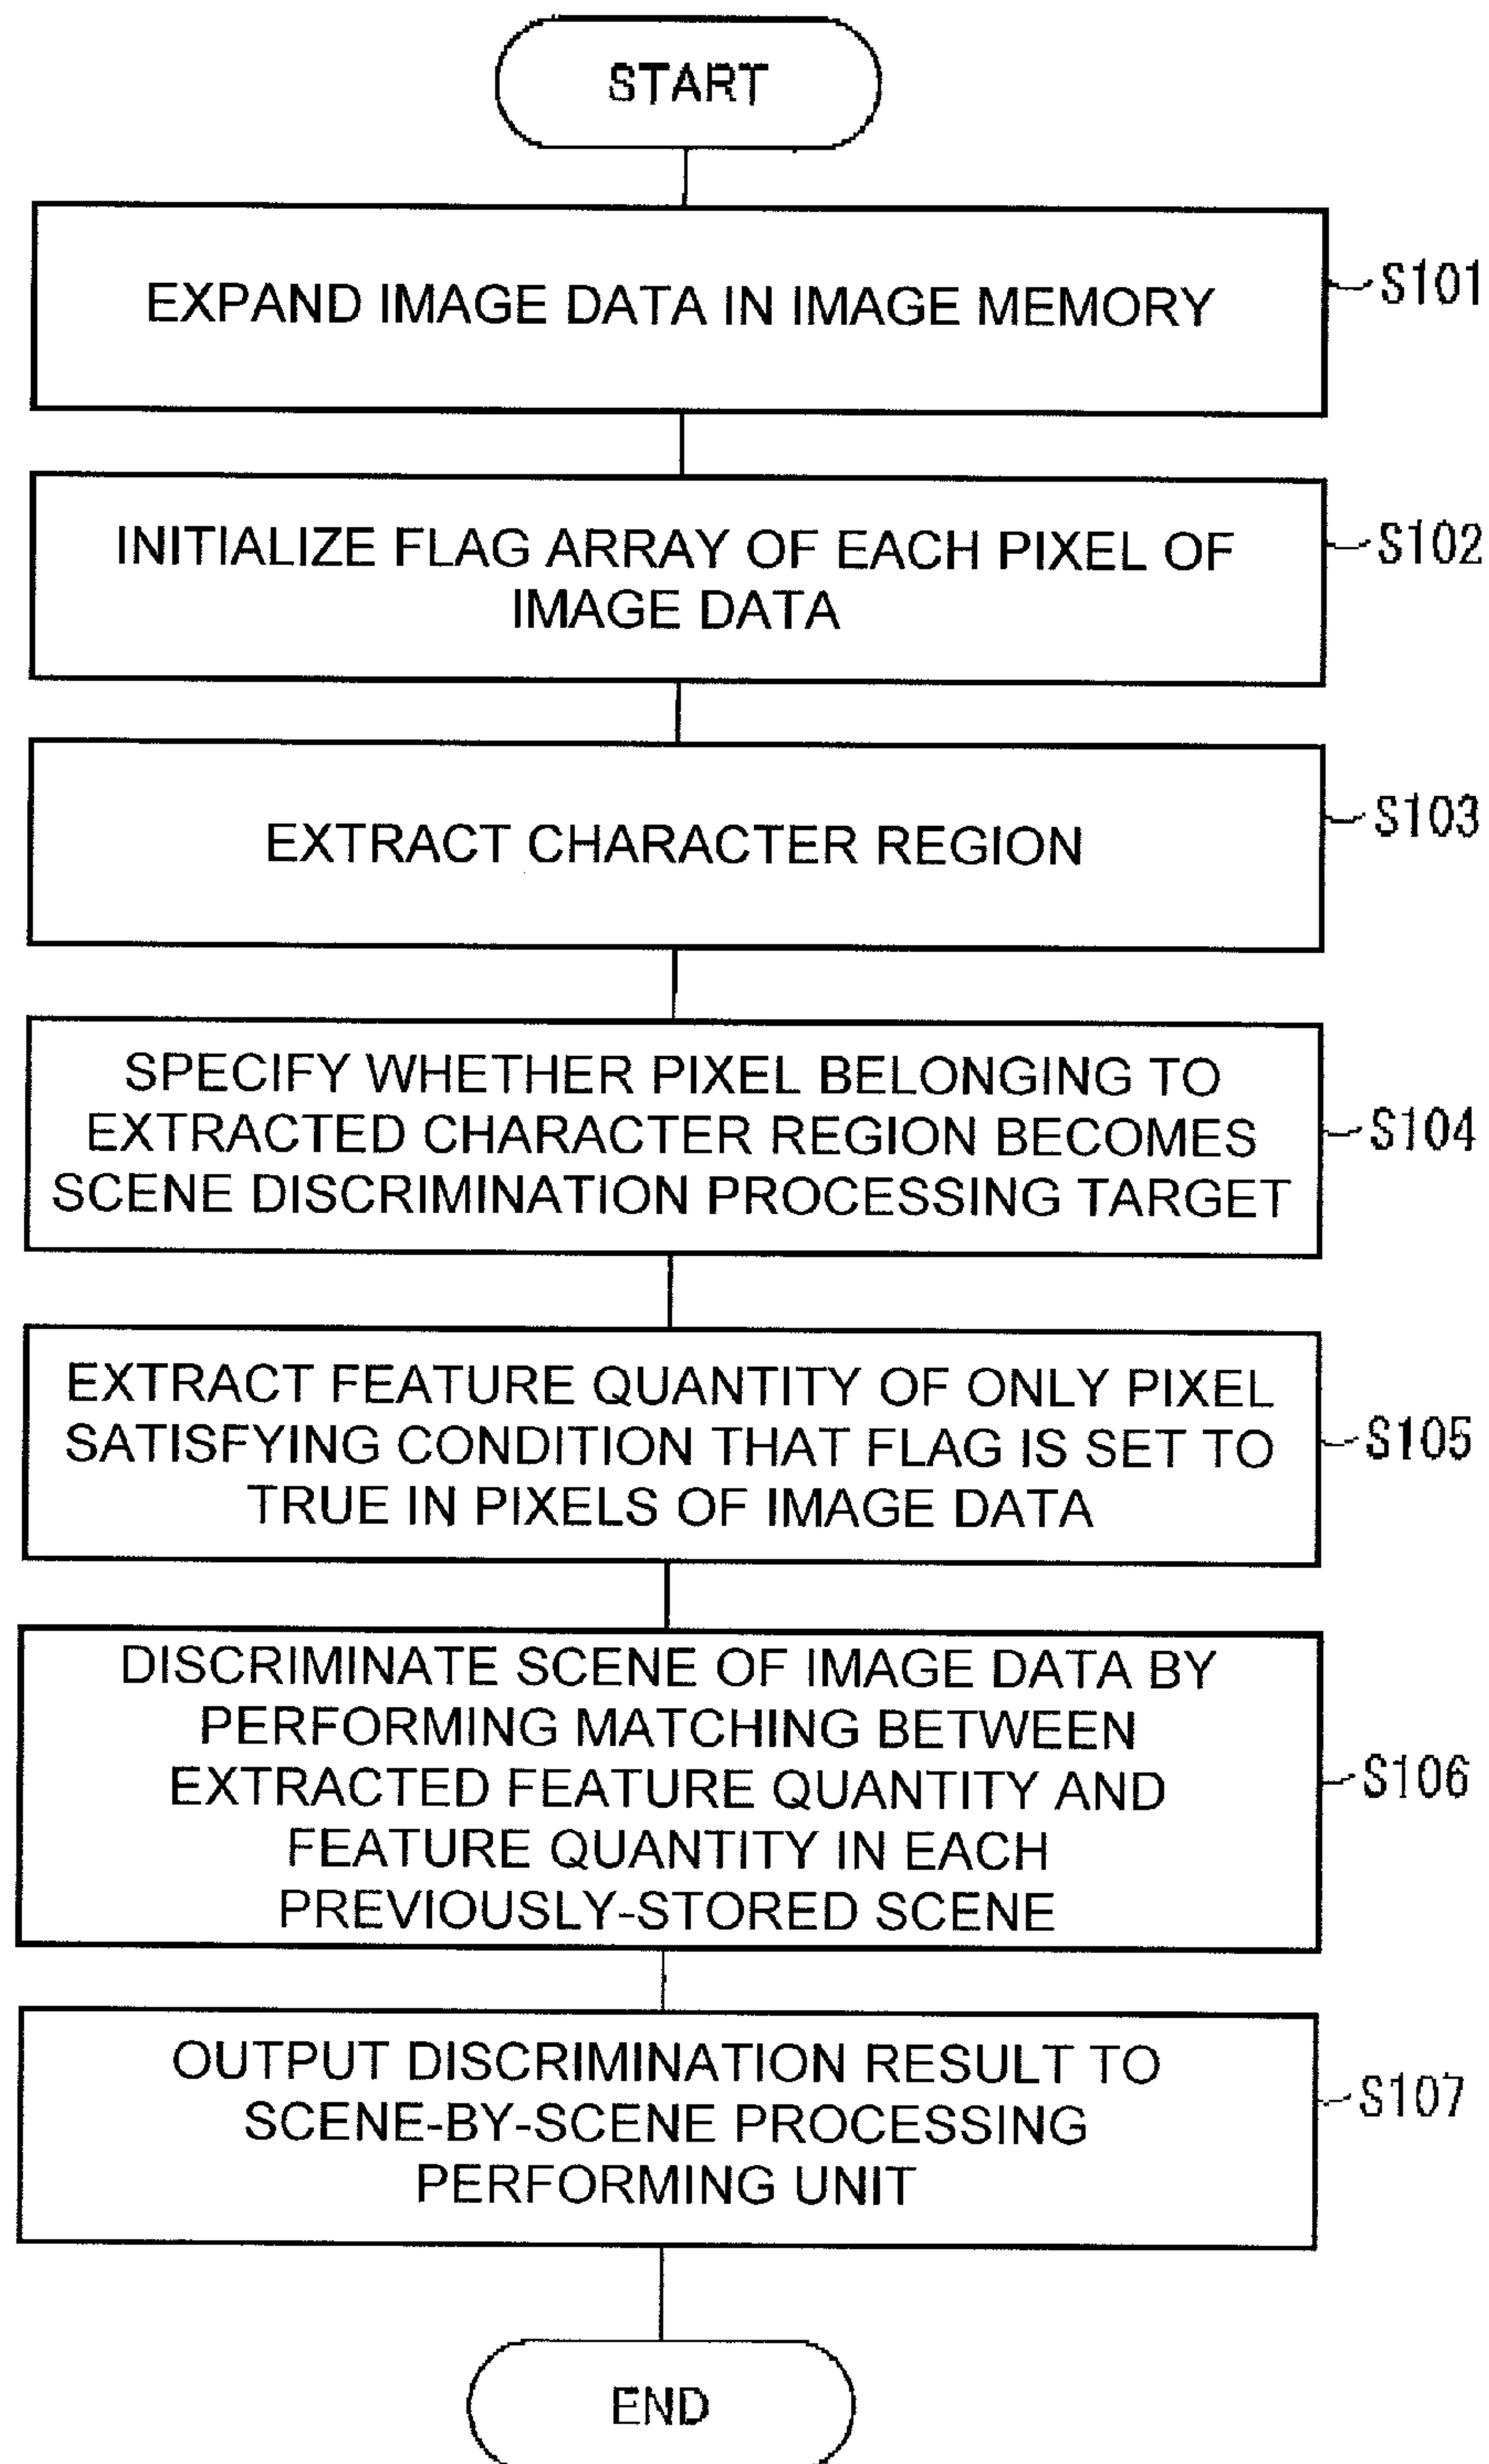 START
EXPAND IMAGE DATA IN IMAGE MEMORY
S101
INITIALIZE FLAG ARRAY OF EACH PIXEL OF
IMAGE DATA
S102
EXTRACT CHARACTER REGION
S103
SPECIFY WHETHER PIXEL BELONGING TO
EXTRACTED CHARACTER REGION BECOMES
SCENE DISCRIMINATION PROCESSING TARGET
S104
EXTRACT FEATURE QUANTITY OF ONLY PIXEL
SATISFYING CONDITION THAT FLAG IS SET TO
TRUE IN PIXELS OF IMAGE DATA
S105
DISCRIMINATE SCENE OF IMAGE DATA BY
PERFORMING MATCHING BETWEEN
EXTRACTED FEATURE QUANTITY AND
FEATURE QUANTITY IN EACH
PREVIOUSLY-STORED SCENE
S106
OUTPUT DISCRIMINATION RESULT TO
SCENE-BY-SCENE PROCESSING
PERFORMING UNIT
S107
END